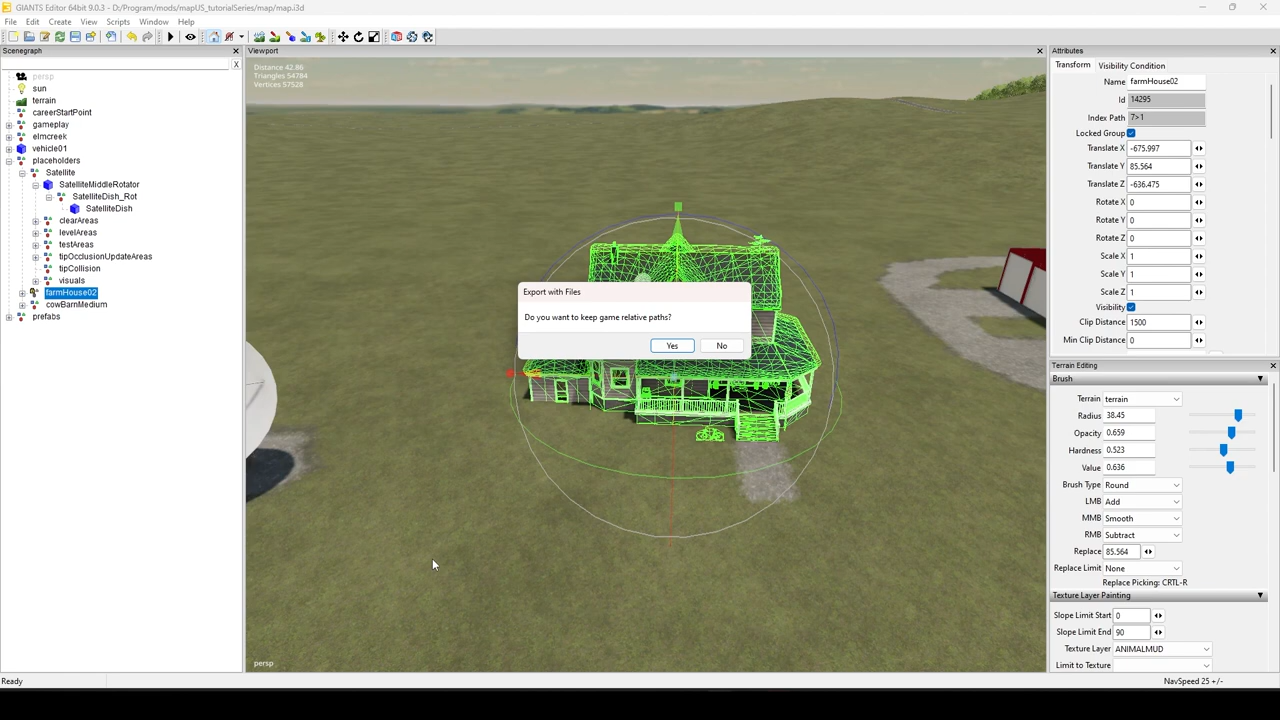 GIANTS Editor 64bit 9.0.3 - D:/Program/mods/mapUS_tutorialSeries/map/map.i3d
File Edit Create View Scripts Window Help
Scenegraph
X
persp
sun
terrain
careerStartPoint
gameplay
elmcreek
vehicle01
placeholders
Satellite
SatelliteMiddleRotator
SatelliteDish_Rot
SatelliteDish
clearAreas
levelAreas
testAreas
tipOcclusionUpdateAreas
tipCollision
visuals
farmHouse02
cowBarnMedium
prefabs
Viewport
Distance 42.86
Triangles 54784
Vertices 57528
Export with Files
Do you want to keep game relative paths?
Yes
No
persp
Attributes
Transform Visibility Condition
Name farmHouse02
Id 14295
Index Path 7>1
Locked Group
Translate X -675.997
Translate Y 85.564
Translate Z -636.475
Rotate X 0
Rotate Y 0
Rotate Z 0
Scale X 1
Scale Y 1
Scale Z 1
Visibility
Clip Distance 1500
Min Clip Distance 0
Terrain Editing
Brush
Terrain terrain
Radius 38.45
Opacity 0.659
Hardness 0.523
Value 0.636
Brush Type Round
LMB Add
MMB Smooth
RMB Subtract
Replace 85.564
Replace Limit None
Replace Picking: CRTL-R
Texture Layer Painting
Slope Limit Start 0
Slope Limit End 90
Texture Layer ANIMALMUD
Limit to Texture
Ready
NavSpeed 25 +/-